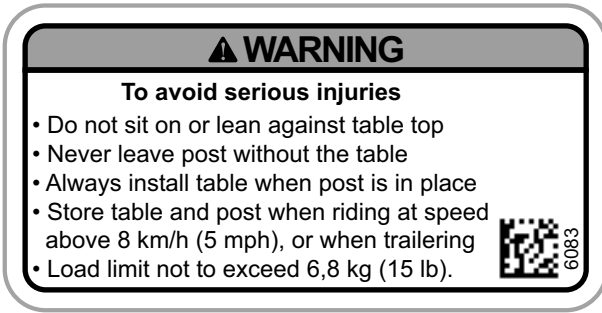 WARNING
To avoid serious injuries
• Do not sit on or lean against table top
• Never leave post without the table
• Always install table when post is in place
• Store table and post when riding at speed
above 8 km/h (5 mph), or when trailering
• Load limit not to exceed 6,8 kg (15 lb).
6083